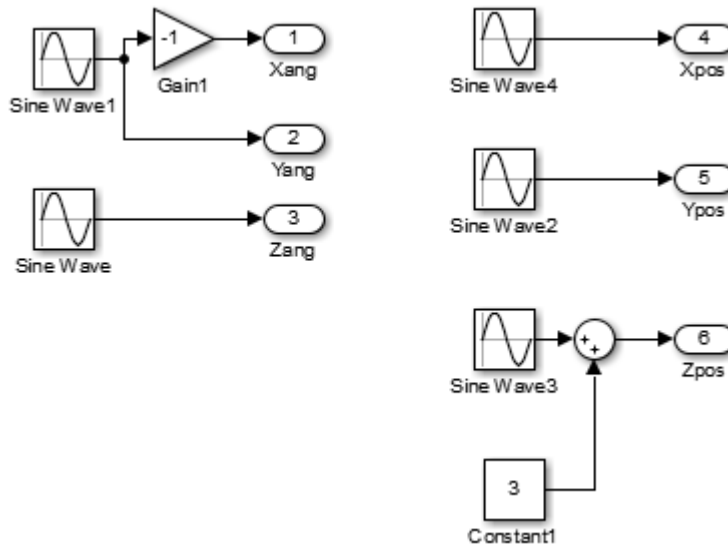 -1
1
Gain1
Xang
Sine Wave1
2
Yang
3
Sine Wave
Zang
4
Sine Wave4
Xpos
5
Sine Wave2
Ypos
6
+
+
Sine Wave3
Zpos
3
Constant1